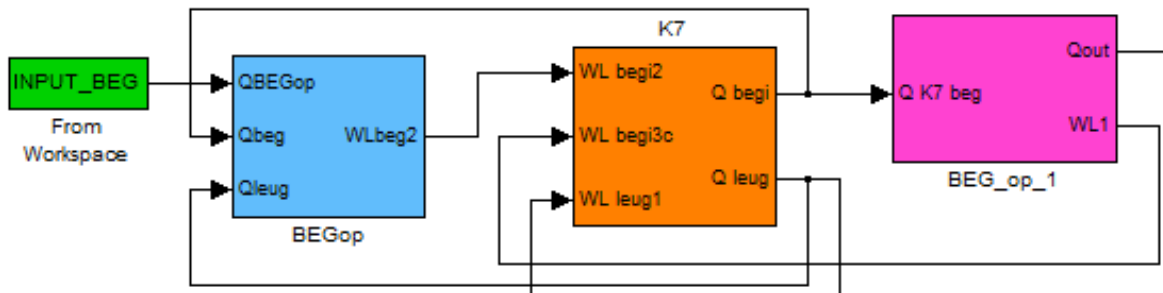 INPUT_BEG
From
Workspace
QBEGop
Qbeg
Qleug
WLbeg2
BEGop
K7
WL begi2
WL begi3c
WL leug1
Q begi
Q leug
Q K7 beg
Qout
WL1
BEG_op_1